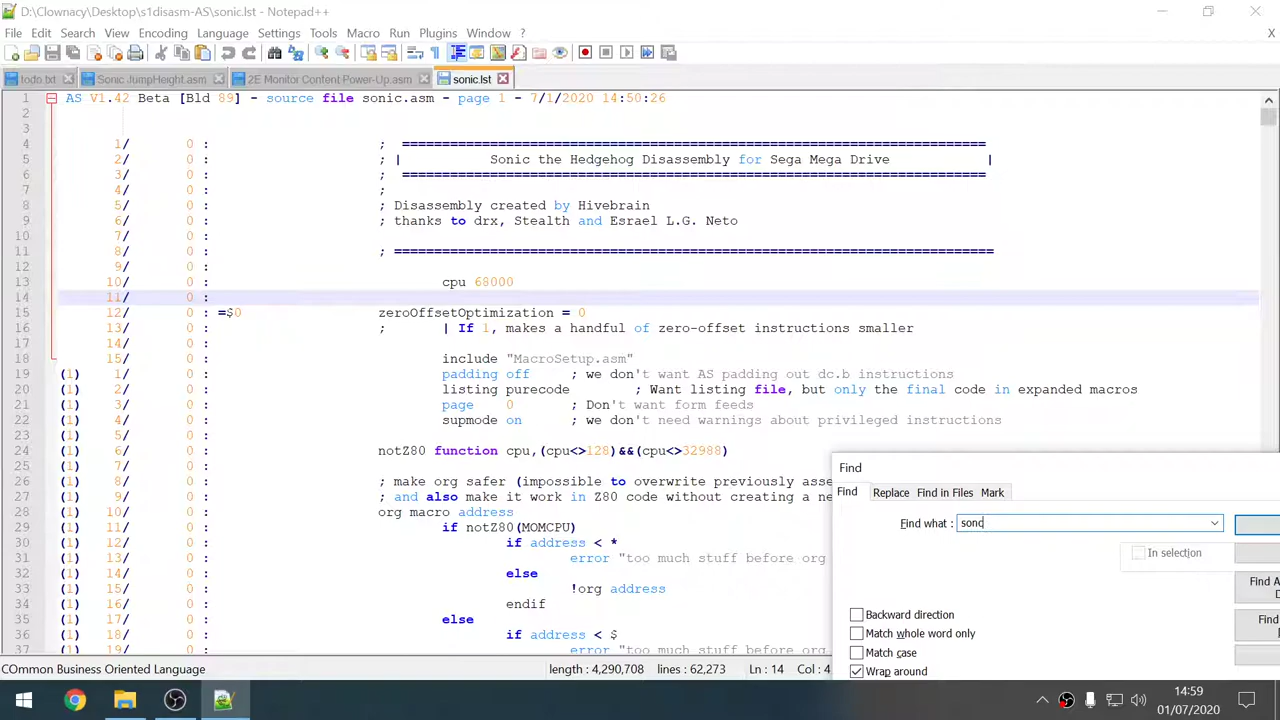 D:\Clownacy\Desktop\s1disasm-AS\sonic.lst - Notepad++
File Edit Search View Encoding Language Settings Tools Macro Run Plugins Window ? X
todo.txt Sonic JumpHeight.asm 2E Monitor Content Power-Up.asm sonic.lst
1 AS V1.42 Beta [Bld 89] - source file sonic.asm - page 1 - 7/1/2020 14:50:26
2
3
4 1/ 0 : ; =========================================================================
5 2/ 0 : ; | Sonic the Hedgehog Disassembly for Sega Mega Drive |
6 3/ 0 : ; =========================================================================
7 4/ 0 : ;
8 5/ 0 : ; Disassembly created by Hivebrain
9 6/ 0 : ; thanks to drx, Stealth and Esrael L.G. Neto
10 7/ 0 :
11 8/ 0 : ; ===========================================================================
12 9/ 0 :
13 10/ 0 : cpu 68000
14 11/ 0 :
15 12/ 0 : =$0 zeroOffsetOptimization = 0
16 13/ 0 : ; | If 1, makes a handful of zero-offset instructions smaller
17 14/ 0 :
18 15/ 0 : include "MacroSetup.asm"
19 (1) 1/ 0 : padding off ; we don't want AS padding out dc.b instructions
20 (1) 2/ 0 : listing purecode ; Want listing file, but only the final code in expanded macros
21 (1) 3/ 0 : page 0 ; Don't want form feeds
22 (1) 4/ 0 : supmode on ; we don't need warnings about privileged instructions
23 (1) 5/ 0 :
24 (1) 6/ 0 : notZ80 function cpu,(cpu<>128)&&(cpu<>32988)
25 (1) 7/ 0 :
26 (1) 8/ 0 : ; make org safer (impossible to overwrite previously asse
27 (1) 9/ 0 : ; and also make it work in Z80 code without creating a ne
28 (1) 10/ 0 : org macro address
29 (1) 11/ 0 : if notZ80(MOMCPU)
30 (1) 12/ 0 : if address < *
31 (1) 13/ 0 : error "too much stuff before org
32 (1) 14/ 0 : else
33 (1) 15/ 0 : !org address
34 (1) 16/ 0 : endif
35 (1) 17/ 0 : else
36 (1) 18/ 0 : if address < $
37 (1) 19/ 0 : error "too much stuff before org
Find
Find Replace Find in Files Mark
Find what : sonc
In selection
Find A
Backward direction
Find
Match whole word only
Match case
Wrap around
COmmon Business Oriented Language length : 4,290,708 lines : 62,273 Ln : 14 Col : 4
14:59
01/07/2020